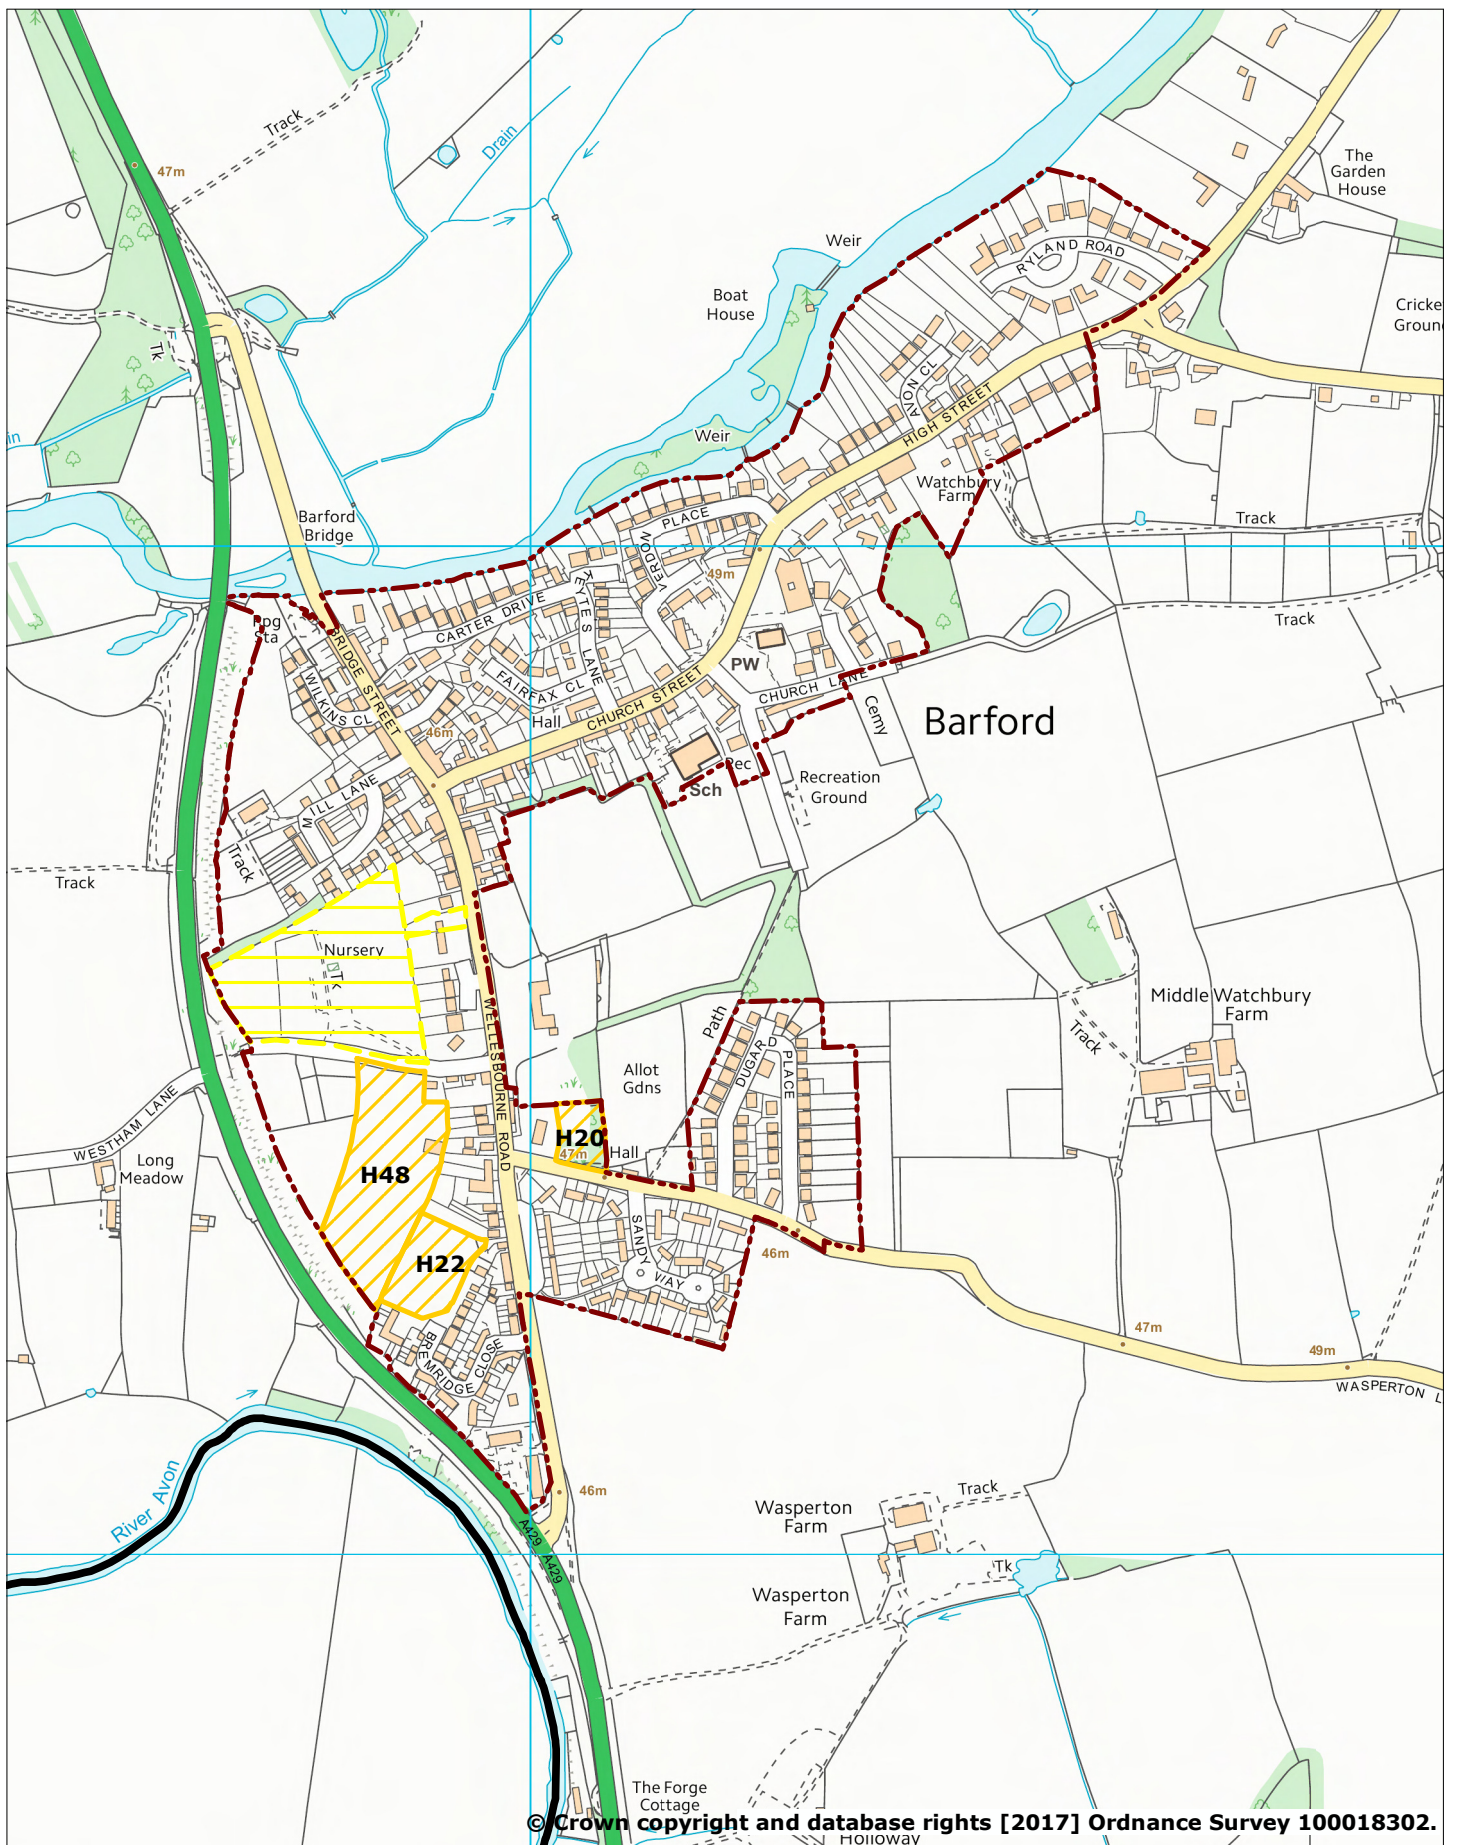 Track
47m
Drain
The
Garden
House
Weir
RYLAND ROAD
Boat
House
Cricke
Groun
Tk
AVON CL
HIGH STREET
in
Weir
Watchbury
Farm
Barford
Bridge
PLACE
VERDON
Track
49m
KEYTES LANE
CARTER DRIVE
Ppg
Sta
Track
BRIDGE STREET
PW
FAIRFAX CL
WILKINS CL
CHURCH LANE
Hall
CHURCH STREET
Cemy
Barford
46m
Rec
Recreation
Ground
Sch
MILL LANE
Track
Track
Nursery
Tk
WELLESBOURNE ROAD
Path
Middle Watchbury
Farm
Track
DUGARD
PLACE
Allot
Gdns
WESTHAM LANE
H20
47m
Hall
Long
Meadow
H48
SANDY WAY
46m
H22
47m
49m
BREMRIDGE CLOSE
WASPERTON L
River Avon
46m
Track
Wasperton
Farm
A429
A429
Tk
Wasperton
Farm
The Forge
Cottage
© Crown copyright and database rights [2017] Ordnance Survey 100018302.
Holloway